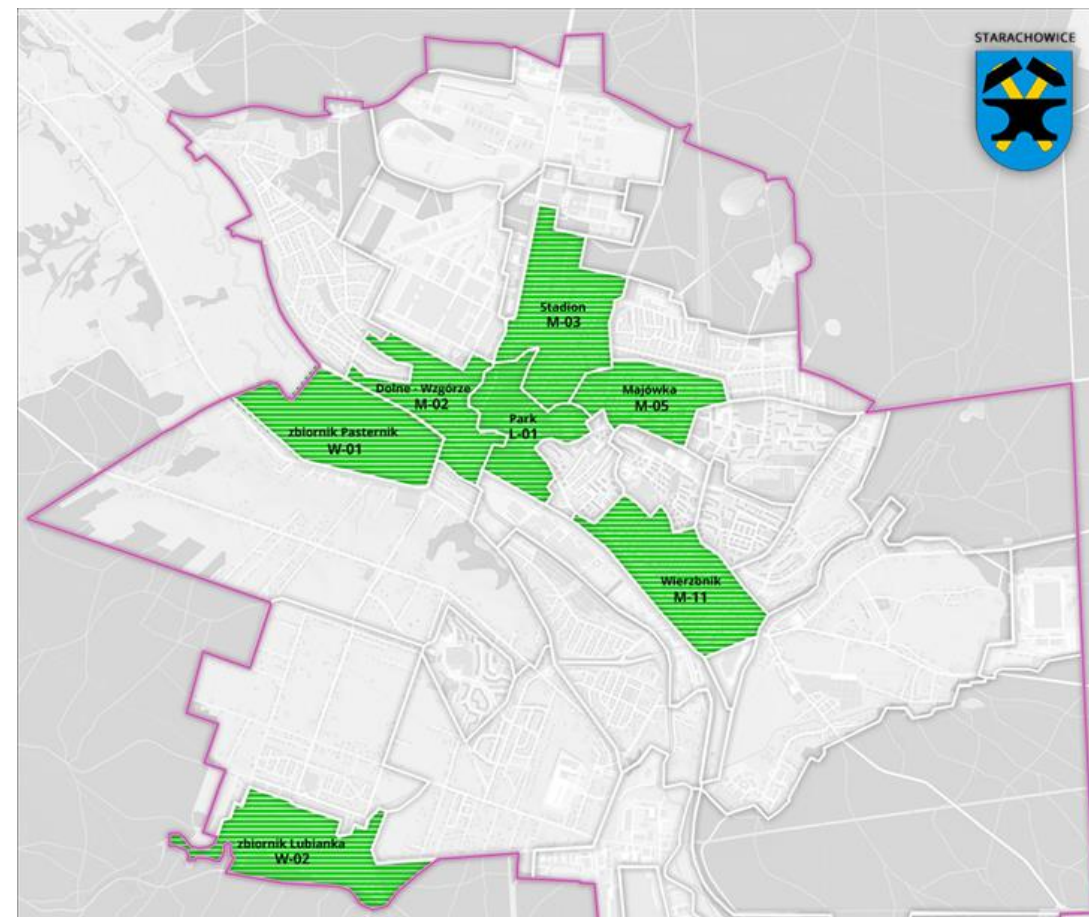 STARACHOWICE
Stadion
M-03
Dolne - Wzgórze
M-02
Majówka
M-05
Park
L-01
zbiornik Pasternik
W-01
Wierzbnik
M-11
zbiornik Lubianka
W-02